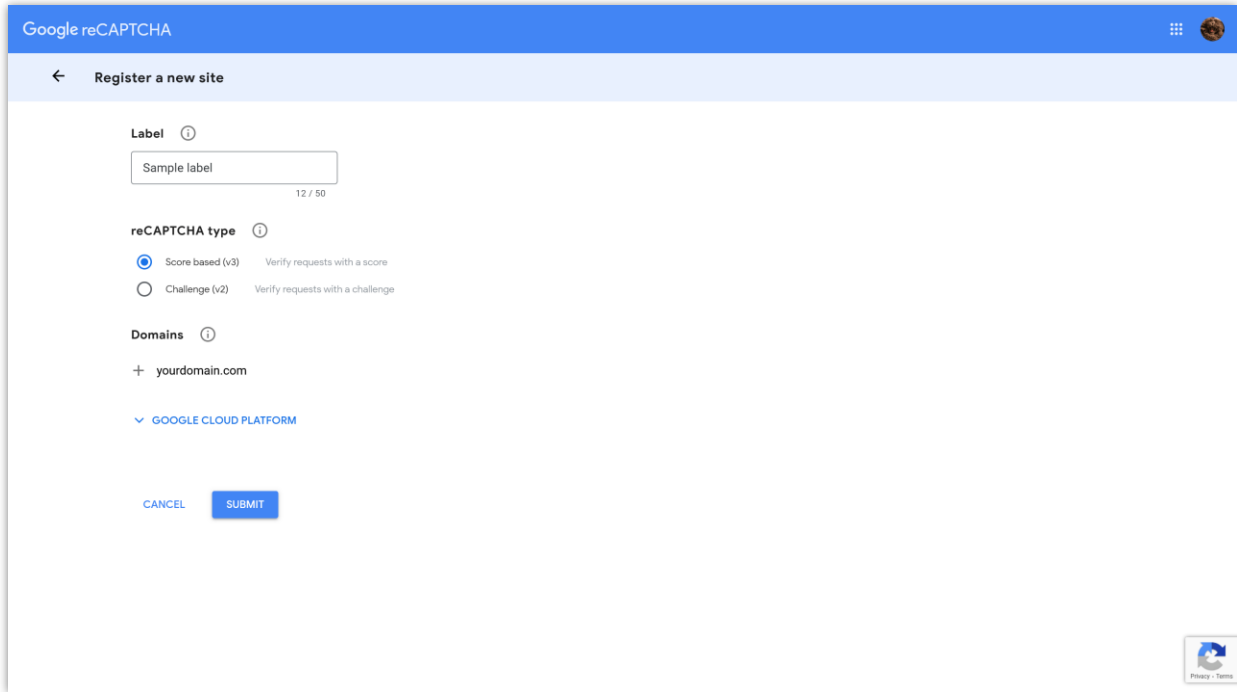 Google reCAPTCHA
Register a new site
Label
Sample label
12 / 50
reCAPTCHA type
Score based (v3) Verify requests with a score
Challenge (v2) Verify requests with a challenge
Domains
yourdomain.com
GOOGLE CLOUD PLATFORM
CANCEL SUBMIT
Privacy - Terms